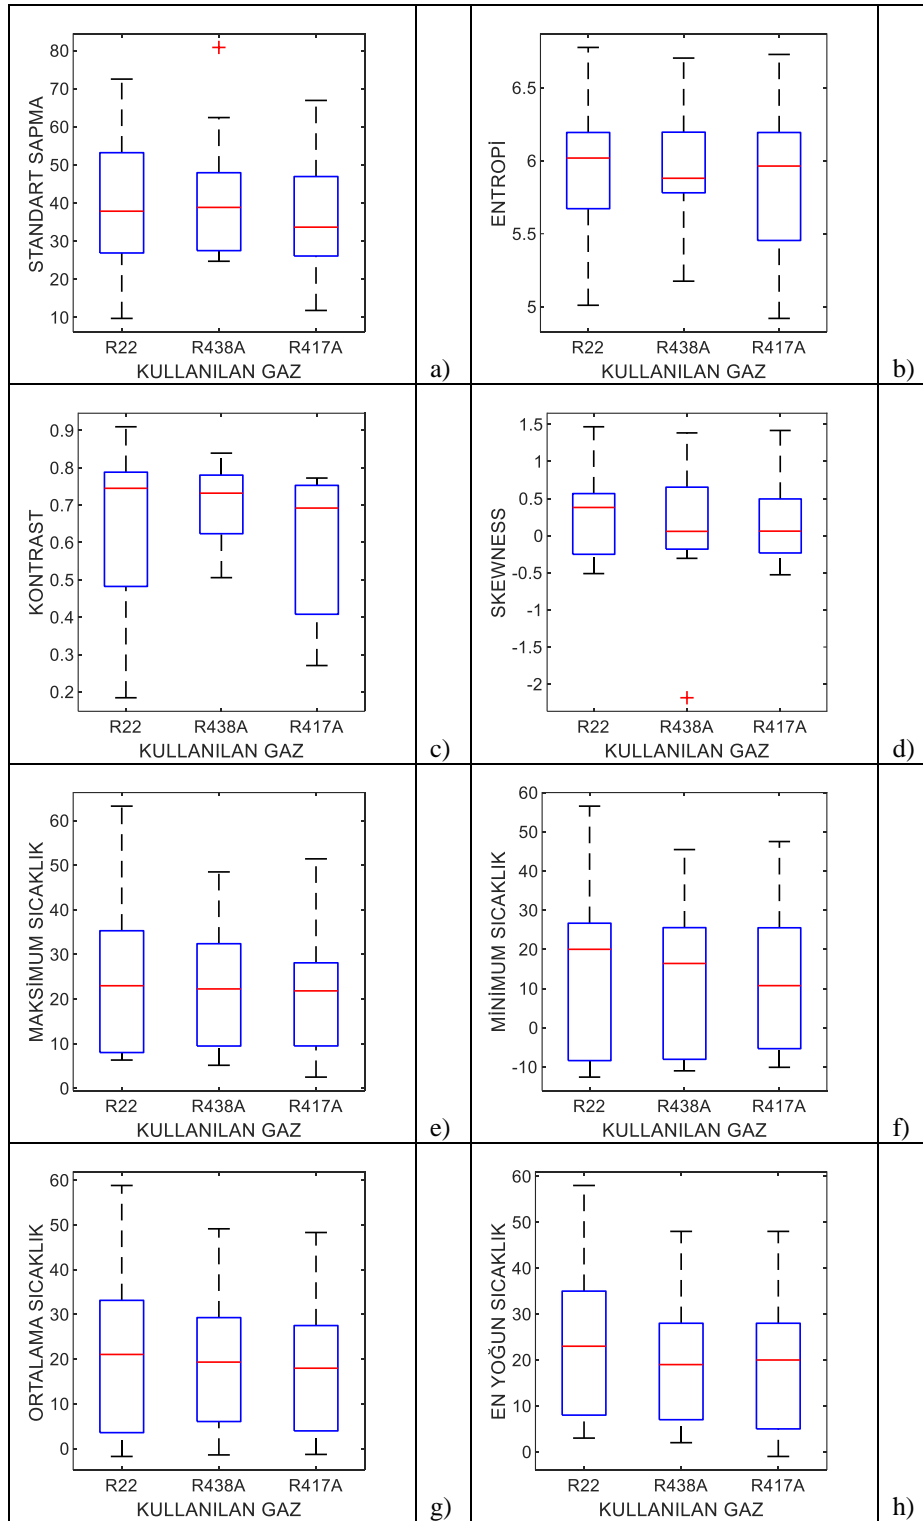 80
70
60
50
40
30
20
10
STANDART SAPMA
R22 R438A R417A
KULLANILAN GAZ
a)
6.5
6
5.5
5
ENTROPİ
R22 R438A R417A
KULLANILAN GAZ
b)
0.9
0.8
0.7
0.6
0.5
0.4
0.3
0.2
KONTRAST
R22 R438A R417A
KULLANILAN GAZ
c)
1.5
1
0.5
0
-0.5
-1
-1.5
-2
SKEWNESS
R22 R438A R417A
KULLANILAN GAZ
d)
60
50
40
30
20
10
0
MAKSİMUM SICAKLIK
R22 R438A R417A
KULLANILAN GAZ
e)
60
50
40
30
20
10
0
-10
MİNİMUM SICAKLIK
R22 R438A R417A
KULLANILAN GAZ
f)
60
50
40
30
20
10
0
ORTALAMA SICAKLIK
R22 R438A R417A
KULLANILAN GAZ
g)
60
50
40
30
20
10
0
EN YOĞUN SICAKLIK
R22 R438A R417A
KULLANILAN GAZ
h)